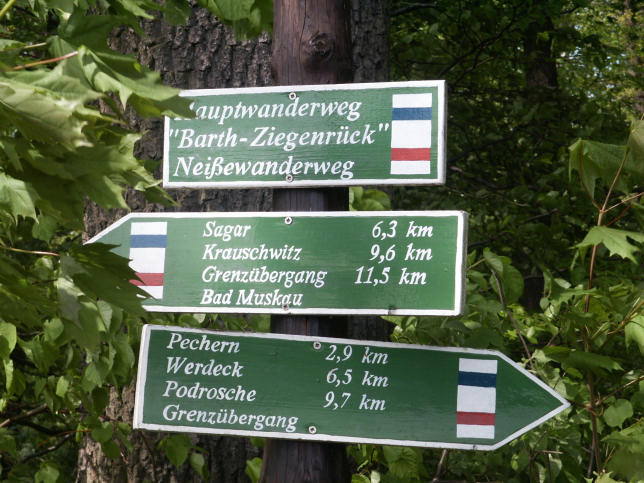 Hauptwanderweg
"Barth-Ziegenrück"
Neißewanderweg
Sagar 6,3 km
Krauschwitz 9,6 km
Grenzübergang 11,5 km
Bad Muskau
Pechern 2,9 km
Werdeck 6,5 km
Podrosche 9,7 km
Grenzübergang